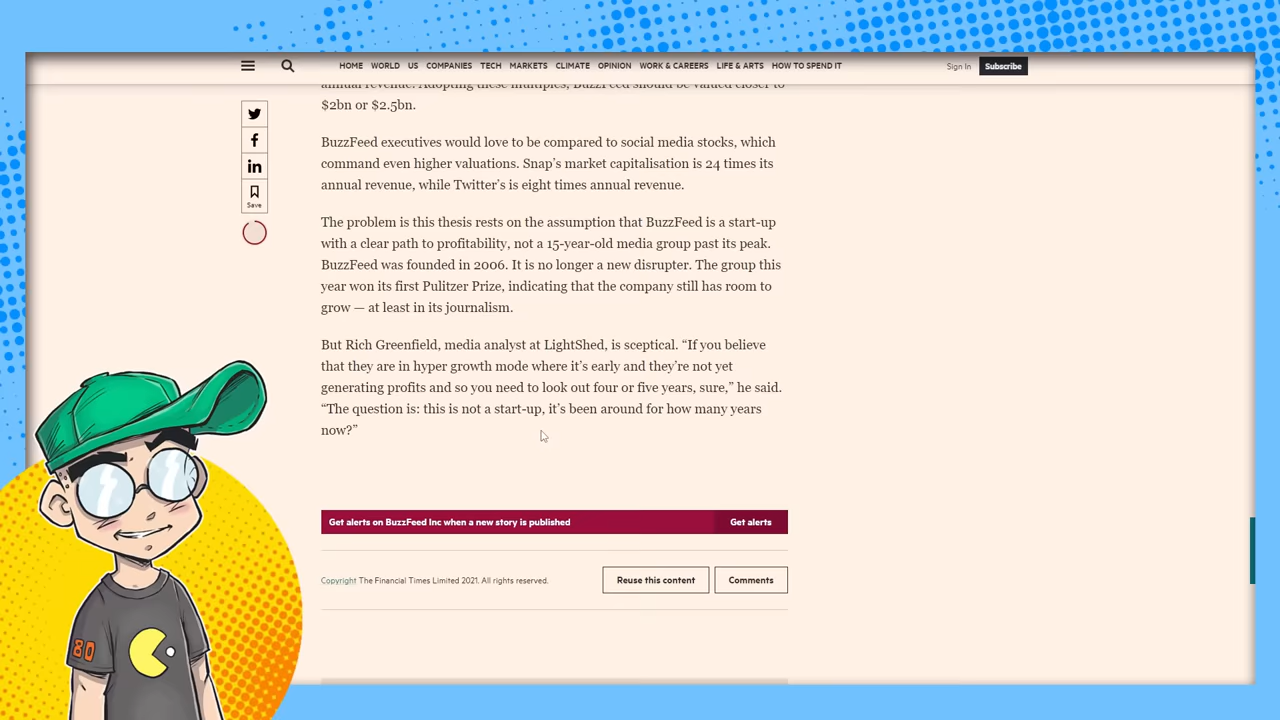 HOME WORLD US COMPANIES TECH MARKETS CLIMATE OPINION WORK & CAREERS LIFE & ARTS HOW TO SPEND IT Sign In Subscribe
annual revenue. Adopting these multiples, BuzzFeed should be valued closer to
$2bn or $2.5bn.
BuzzFeed executives would love to be compared to social media stocks, which
command even higher valuations. Snap’s market capitalisation is 24 times its
annual revenue, while Twitter’s is eight times annual revenue.
Save
The problem is this thesis rests on the assumption that BuzzFeed is a start-up
with a clear path to profitability, not a 15-year-old media group past its peak.
BuzzFeed was founded in 2006. It is no longer a new disrupter. The group this
year won its first Pulitzer Prize, indicating that the company still has room to
grow — at least in its journalism.
But Rich Greenfield, media analyst at LightShed, is sceptical. “If you believe
that they are in hyper growth mode where it’s early and they’re not yet
generating profits and so you need to look out four or five years, sure,” he said.
“The question is: this is not a start-up, it’s been around for how many years
now?”
Get alerts on BuzzFeed Inc when a new story is published Get alerts
Copyright The Financial Times Limited 2021. All rights reserved. Reuse this content Comments
80